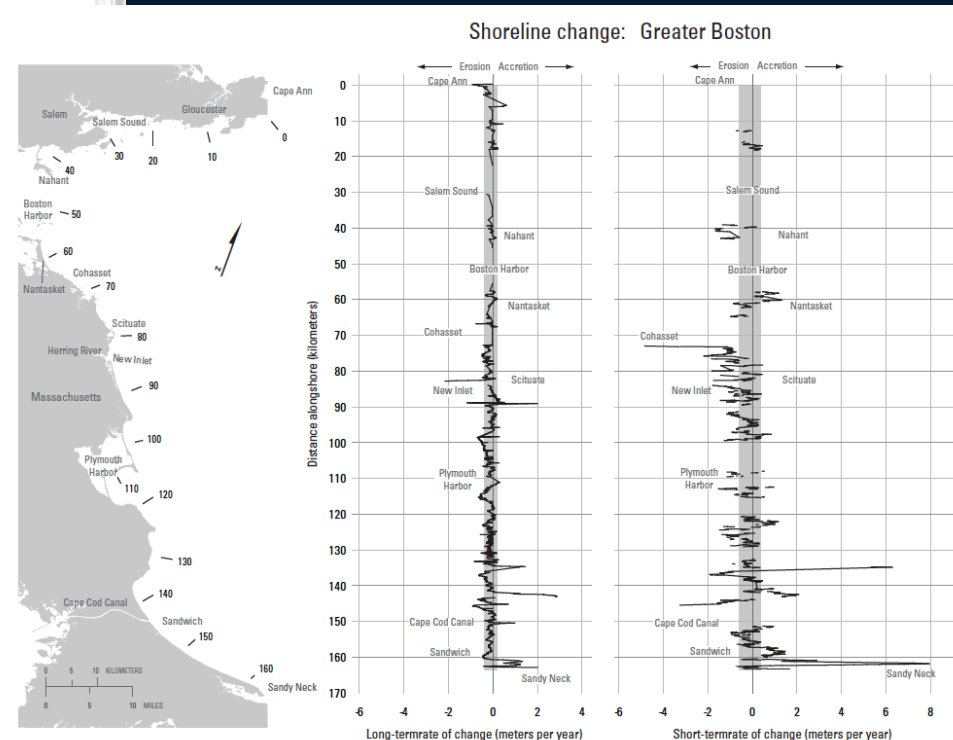 Shoreline change: Greater Boston
Cape Ann
Salem
Gloucester
Salem Sound
0
10
20
30
40
Nahant
Boston
Harbor
50
60
Cohasset
Nantasket
70
Scituate
80
Herring River
New Inlet
90
Massachusetts
100
Plymouth
Harbor
110
120
130
140
Cape Cod Canal
Sandwich
150
160
Sandy Neck
0 5 10 KILOMETERS
0 5 10 MILES
N
Erosion Accretion
Cape Ann
Salem Sound
Nahant
Boston Harbor
Nantasket
Cohasset
Scituate
New Inlet
Plymouth
Harbor
Cape Cod Canal
Sandwich
Sandy Neck
Distance alongshore (kilometers)
0
10
20
30
40
50
60
70
80
90
100
110
120
130
140
150
160
170
-6 -4 -2 0 2 4
Long-termrate of change (meters per year)
Erosion Accretion
Cape Ann
Salem Sound
Nahant
Boston Harbor
Nantasket
Cohasset
Scituate
New Inlet
Plymouth
Harbor
Cape Cod Canal
Sandwich
Sandy Neck
-6 -4 -2 0 2 4 6 8
Short-termrate of change (meters per year)